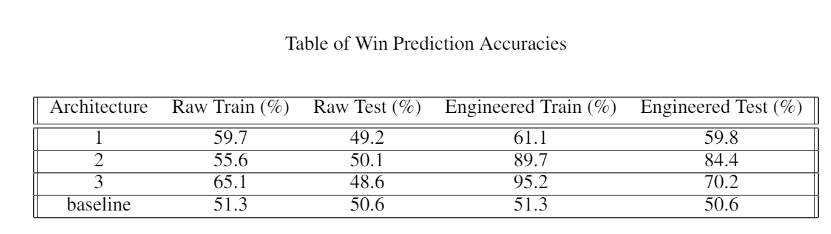 Table of Win Prediction Accuracies
Architecture Raw Train (%) Raw Test (%) Engineered Train (%) Engineered Test (%)
1 59.7 49.2 61.1 59.8
2 55.6 50.1 89.7 84.4
3 65.1 48.6 95.2 70.2
baseline 51.3 50.6 51.3 50.6